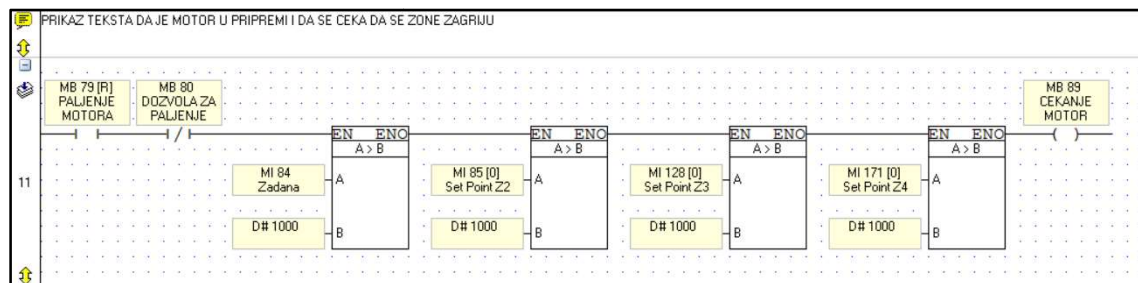 PRIKAZ TEKSTA DA JE MOTOR U PRIPREMI I DA SE CEKA DA SE ZONE ZAGRIJU
MB 79 [R]
PALJENJE
MOTORA
MB 80
DOZVOLA ZA
PALJENJE
MB 89
CEKANJE
MOTOR
EN ENO
A > B
EN ENO
A > B
EN ENO
A > B
EN ENO
A > B
11
MI 84
Zadana
A
MI 85 [0]
Set Point Z2
A
MI 128 [0]
Set Point Z3
A
MI 171 [0]
Set Point Z4
A
D# 1000
B
D# 1000
B
D# 1000
B
D# 1000
B